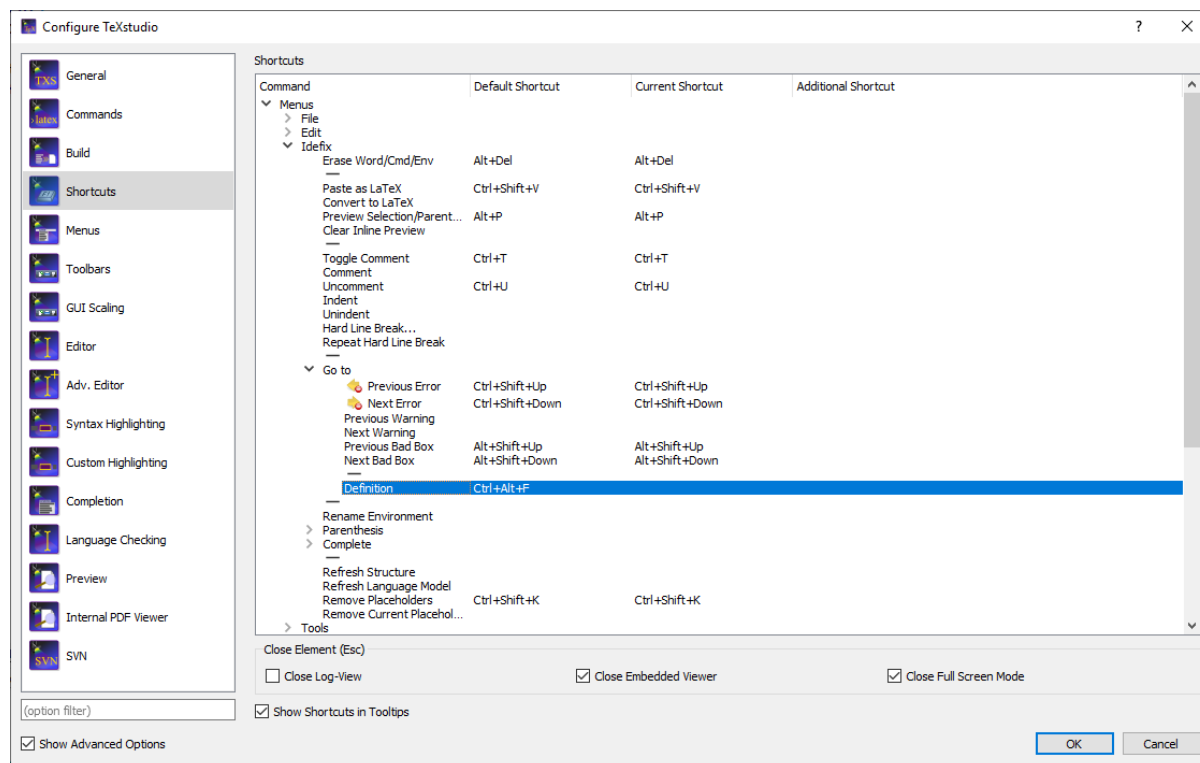 Configure TeXstudio ?
TXS General
latex Commands
Build
Shortcuts
Menus
Toolbars
GUI Scaling
Editor
Adv. Editor
Syntax Highlighting
Custom Highlighting
Completion
Language Checking
Preview
Internal PDF Viewer
SVN SVN
(option filter)
Show Advanced Options
Shortcuts
Command Default Shortcut Current Shortcut Additional Shortcut
Menus
File
Edit
Idefix
Erase Word/Cmd/Env Alt+Del Alt+Del
Paste as LaTeX Ctrl+Shift+V Ctrl+Shift+V
Convert to LaTeX
Preview Selection/Parent... Alt+P Alt+P
Clear Inline Preview
Toggle Comment Ctrl+T Ctrl+T
Comment
Uncomment Ctrl+U Ctrl+U
Indent
Unindent
Hard Line Break...
Repeat Hard Line Break
Go to
Previous Error Ctrl+Shift+Up Ctrl+Shift+Up
Next Error Ctrl+Shift+Down Ctrl+Shift+Down
Previous Warning
Next Warning
Previous Bad Box Alt+Shift+Up Alt+Shift+Up
Next Bad Box Alt+Shift+Down Alt+Shift+Down
Definition Ctrl+Alt+F
Rename Environment
Parenthesis
Complete
Refresh Structure
Refresh Language Model
Remove Placeholders Ctrl+Shift+K Ctrl+Shift+K
Remove Current Placehol...
Tools
Close Element (Esc)
Close Log-View Close Embedded Viewer Close Full Screen Mode
Show Shortcuts in Tooltips
OK Cancel